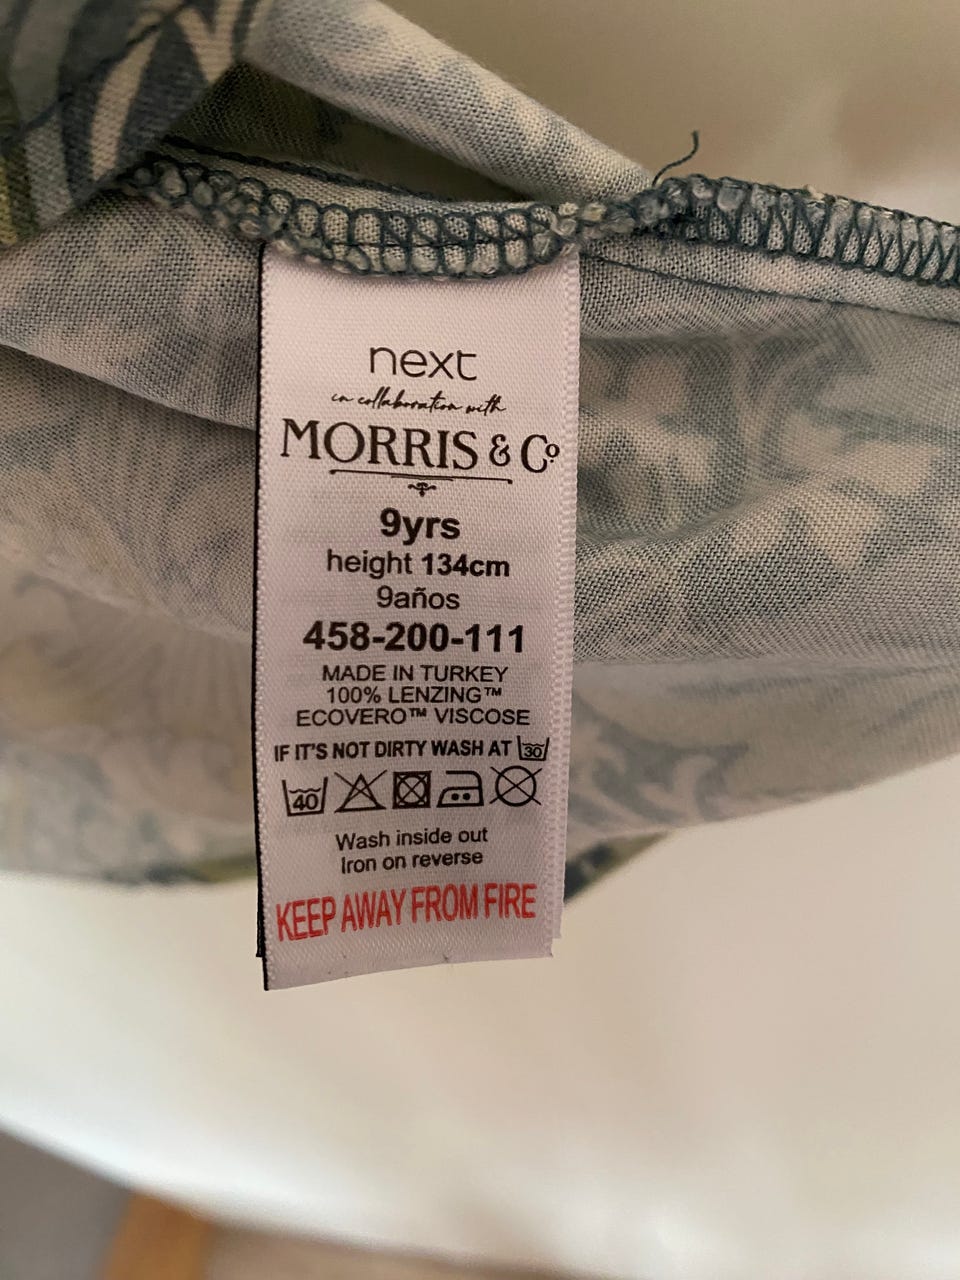 next
in collaboration with
MORRIS & Cº
9yrs
height 134cm
9años
458-200-111
MADE IN TURKEY
100% LENZING™
ECOVERO™ VISCOSE
IF IT'S NOT DIRTY WASH AT 30
40
Wash inside out
Iron on reverse
KEEP AWAY FROM FIRE